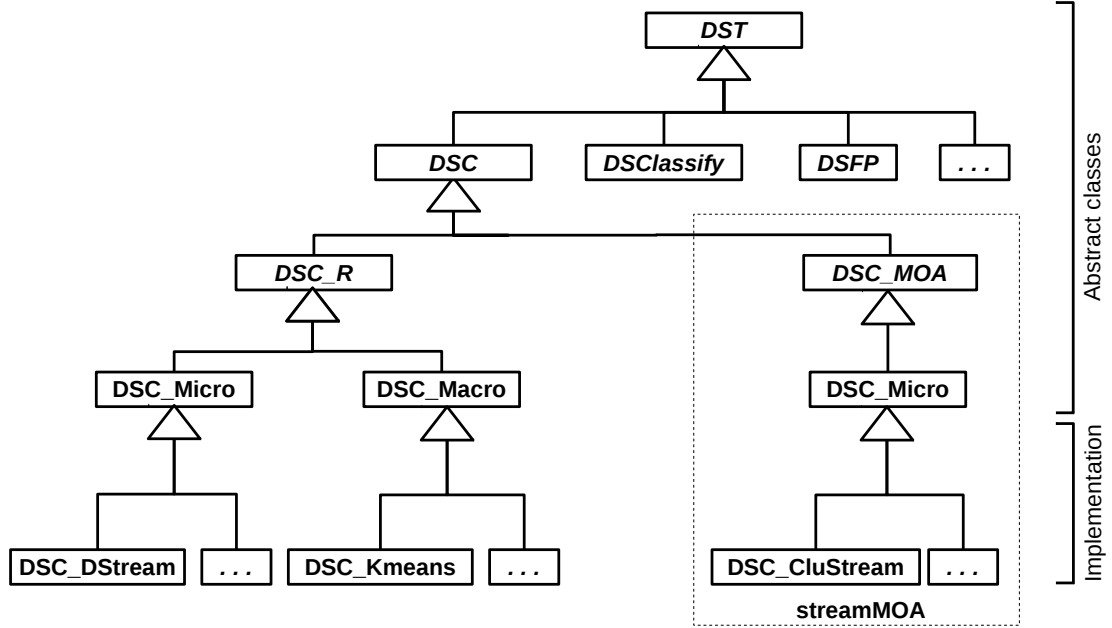 DST
DSC
DSClassify
DSFP
. . .
DSC_R
DSC_MOA
DSC_Micro
DSC_Macro
DSC_Micro
DSC_DStream
. . .
DSC_Kmeans
. . .
DSC_CluStream
. . .
streamMOA
Abstract classes
Implementation